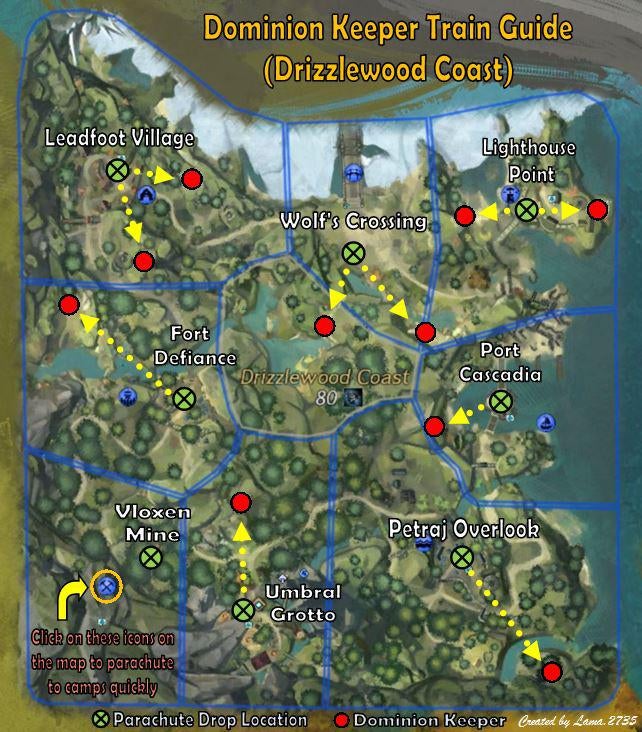 Dominion Keeper Train Guide
(Drizzlewood Coast)
Leadfoot Village
Lighthouse
Point
Wolf's Crossing
Fort
Defiance
Port
Cascadia
Drizzlewood Coast
80
Vloxen
Mine
Petraj Overlook
Umbral
Grotto
Click on these icons on
the map to parachute
to camps quickly
Parachute Drop Location
Dominion Keeper
Created by Lama.2735